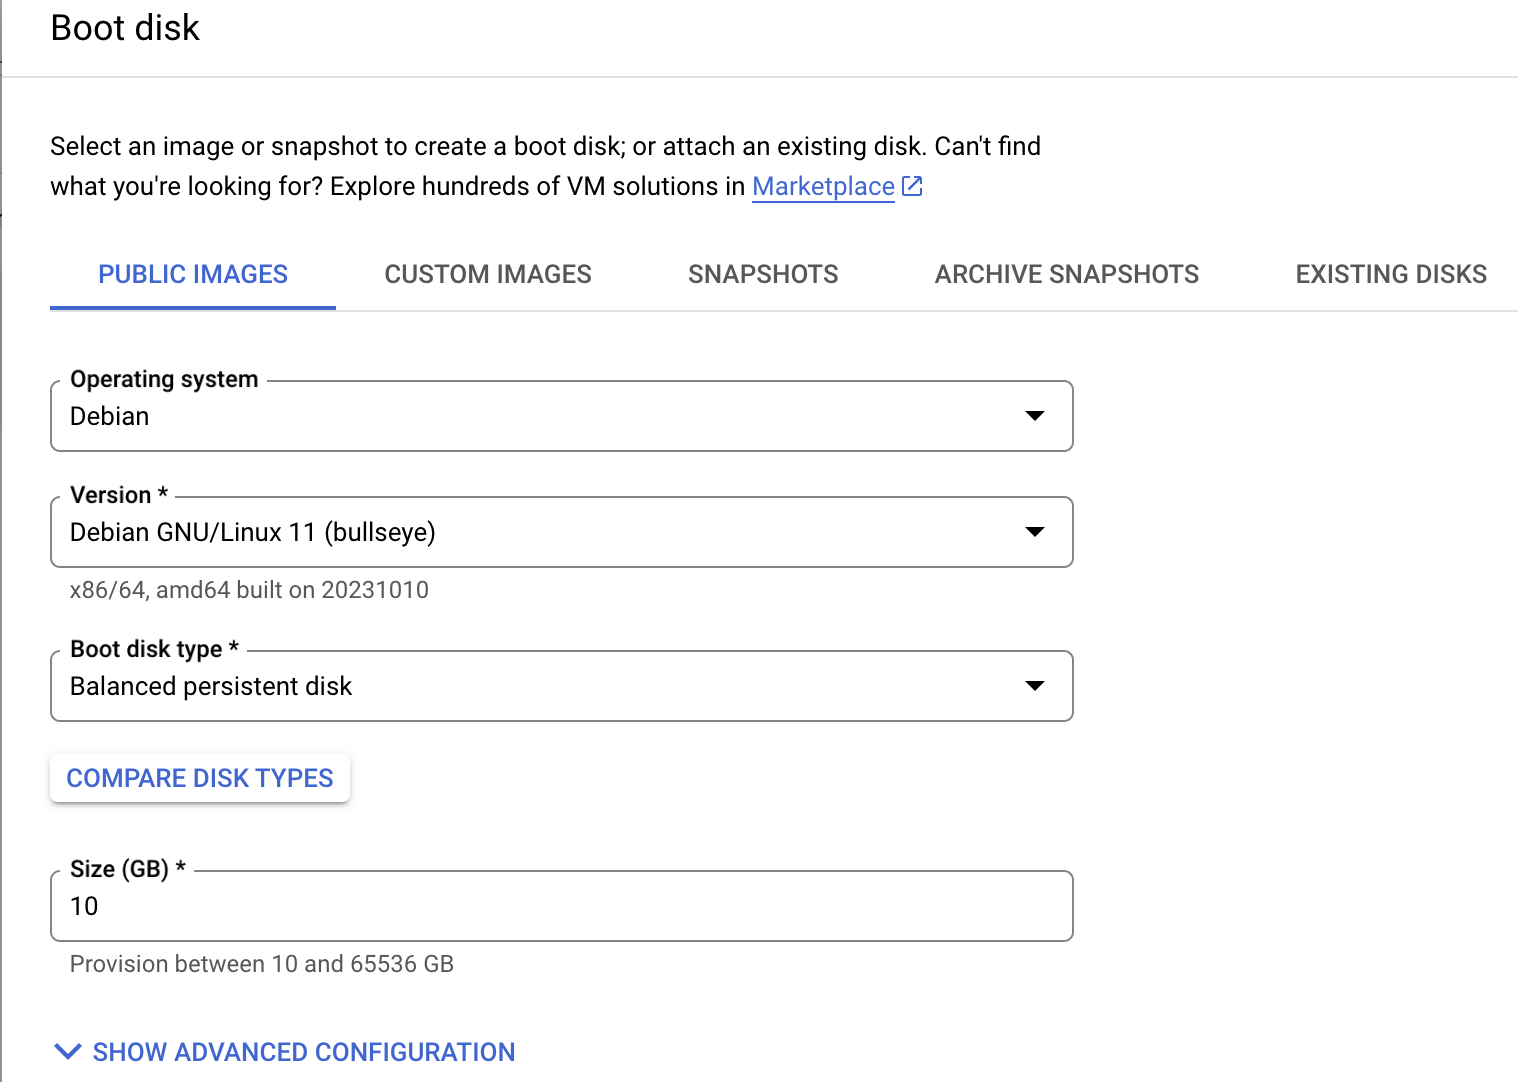 Boot disk
Select an image or snapshot to create a boot disk; or attach an existing disk. Can't find
what you're looking for? Explore hundreds of VM solutions in Marketplace
PUBLIC IMAGES CUSTOM IMAGES SNAPSHOTS ARCHIVE SNAPSHOTS EXISTING DISKS
Operating system
Debian
Version *
Debian GNU/Linux 11 (bullseye)
x86/64, amd64 built on 20231010
Boot disk type *
Balanced persistent disk
COMPARE DISK TYPES
Size (GB) *
10
Provision between 10 and 65536 GB
SHOW ADVANCED CONFIGURATION